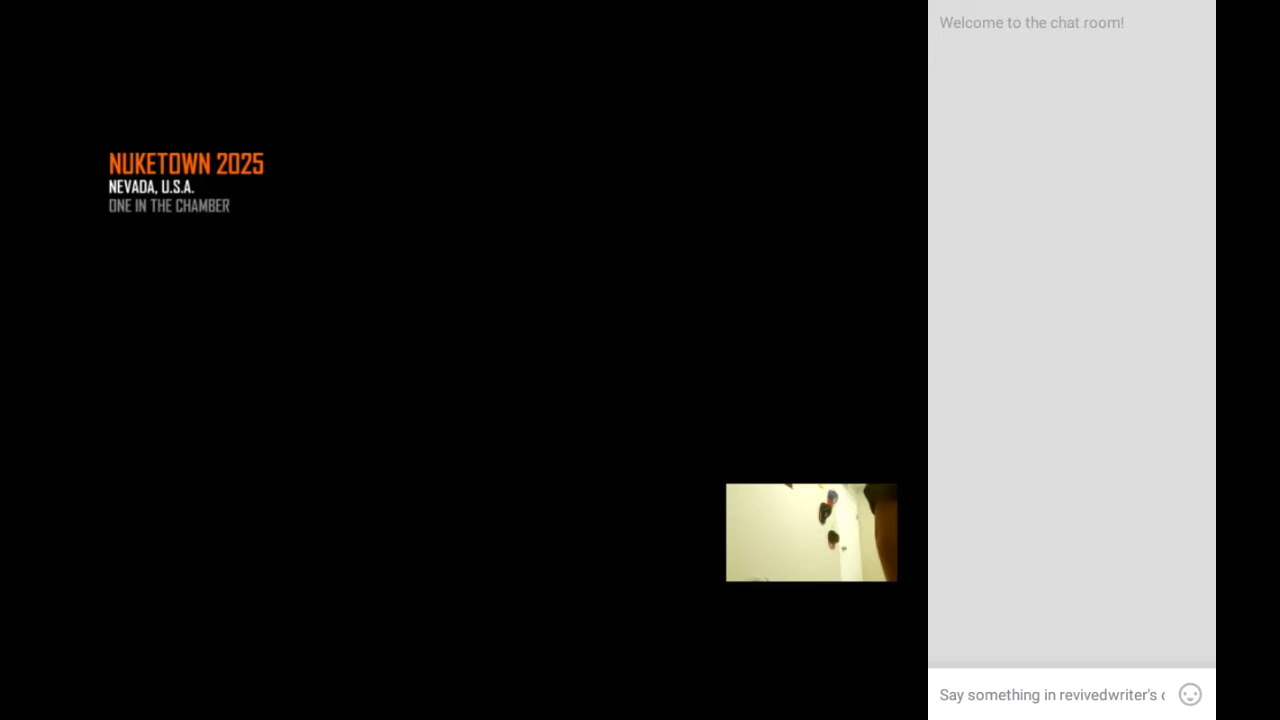 Welcome to the chat room!
NUKETOWN 2025
NEVADA, U.S.A.
ONE IN THE CHAMBER
Say something in revivedwriter's c